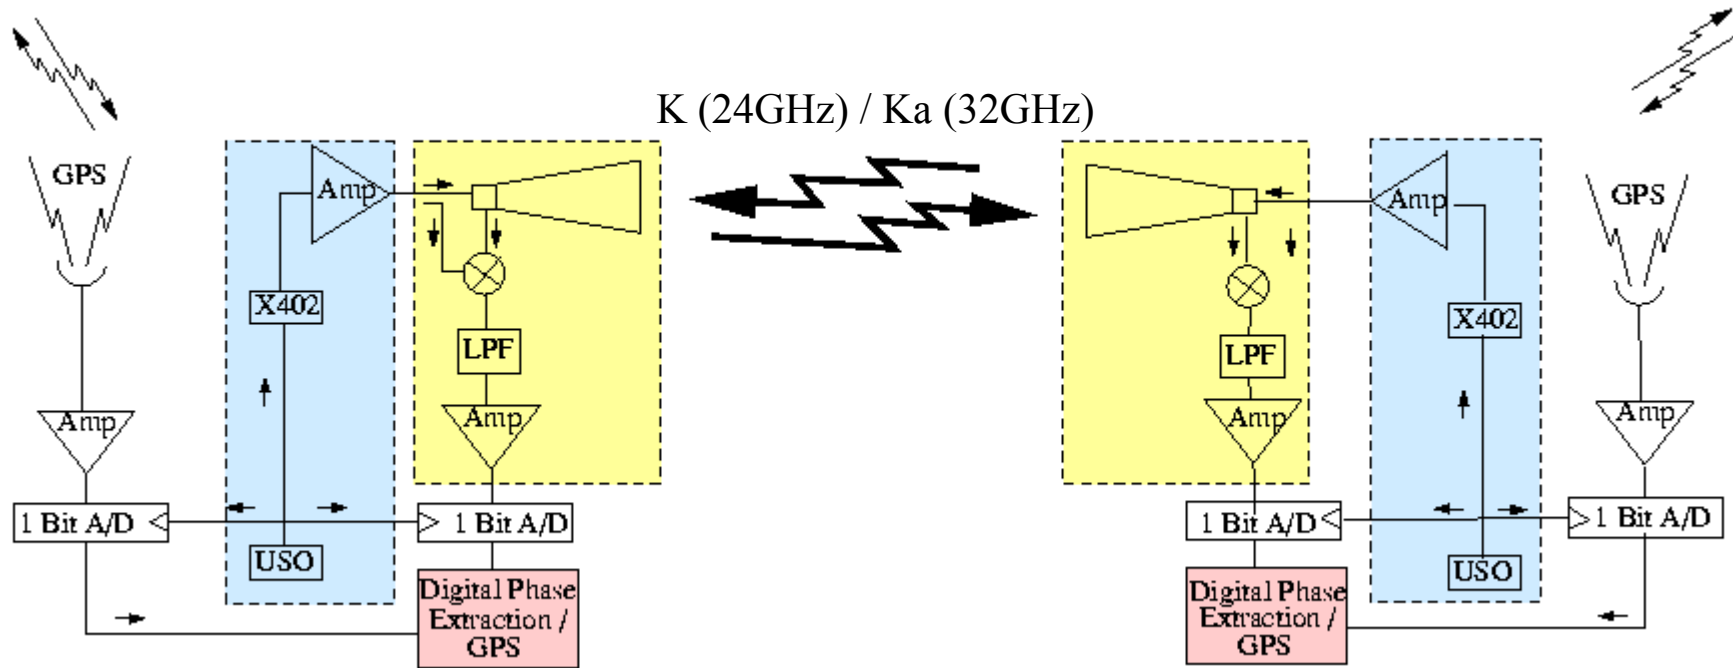 K (24GHz) / Ka (32GHz)
GPS
Amp
Amp
GPS
X402
X402
LPF
LPF
Amp
Amp
Amp
Amp
1 Bit A/D
1 Bit A/D
1 Bit A/D
1 Bit A/D
USO
USO
Digital Phase
Extraction /
GPS
Digital Phase
Extraction /
GPS